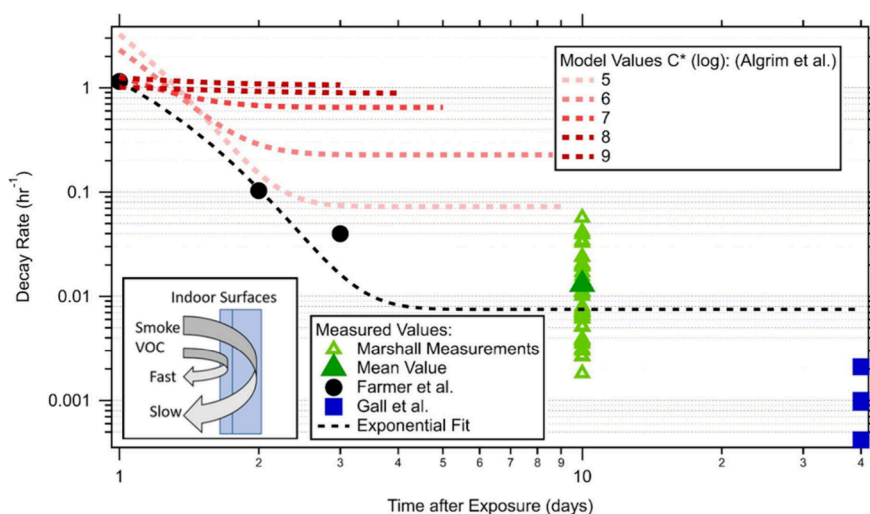 1
0.1
0.01
0.001
Decay Rate (hr-1)
Model Values C* (log): (Algrim et al.)
5
6
7
8
9
Indoor Surfaces
Smoke
VOC
Fast
Slow
Measured Values:
Marshall Measurements
Mean Value
Farmer et al.
Gall et al.
Exponential Fit
1 2 3 4 5 6 7 8 9 10 2 3 4
Time after Exposure (days)